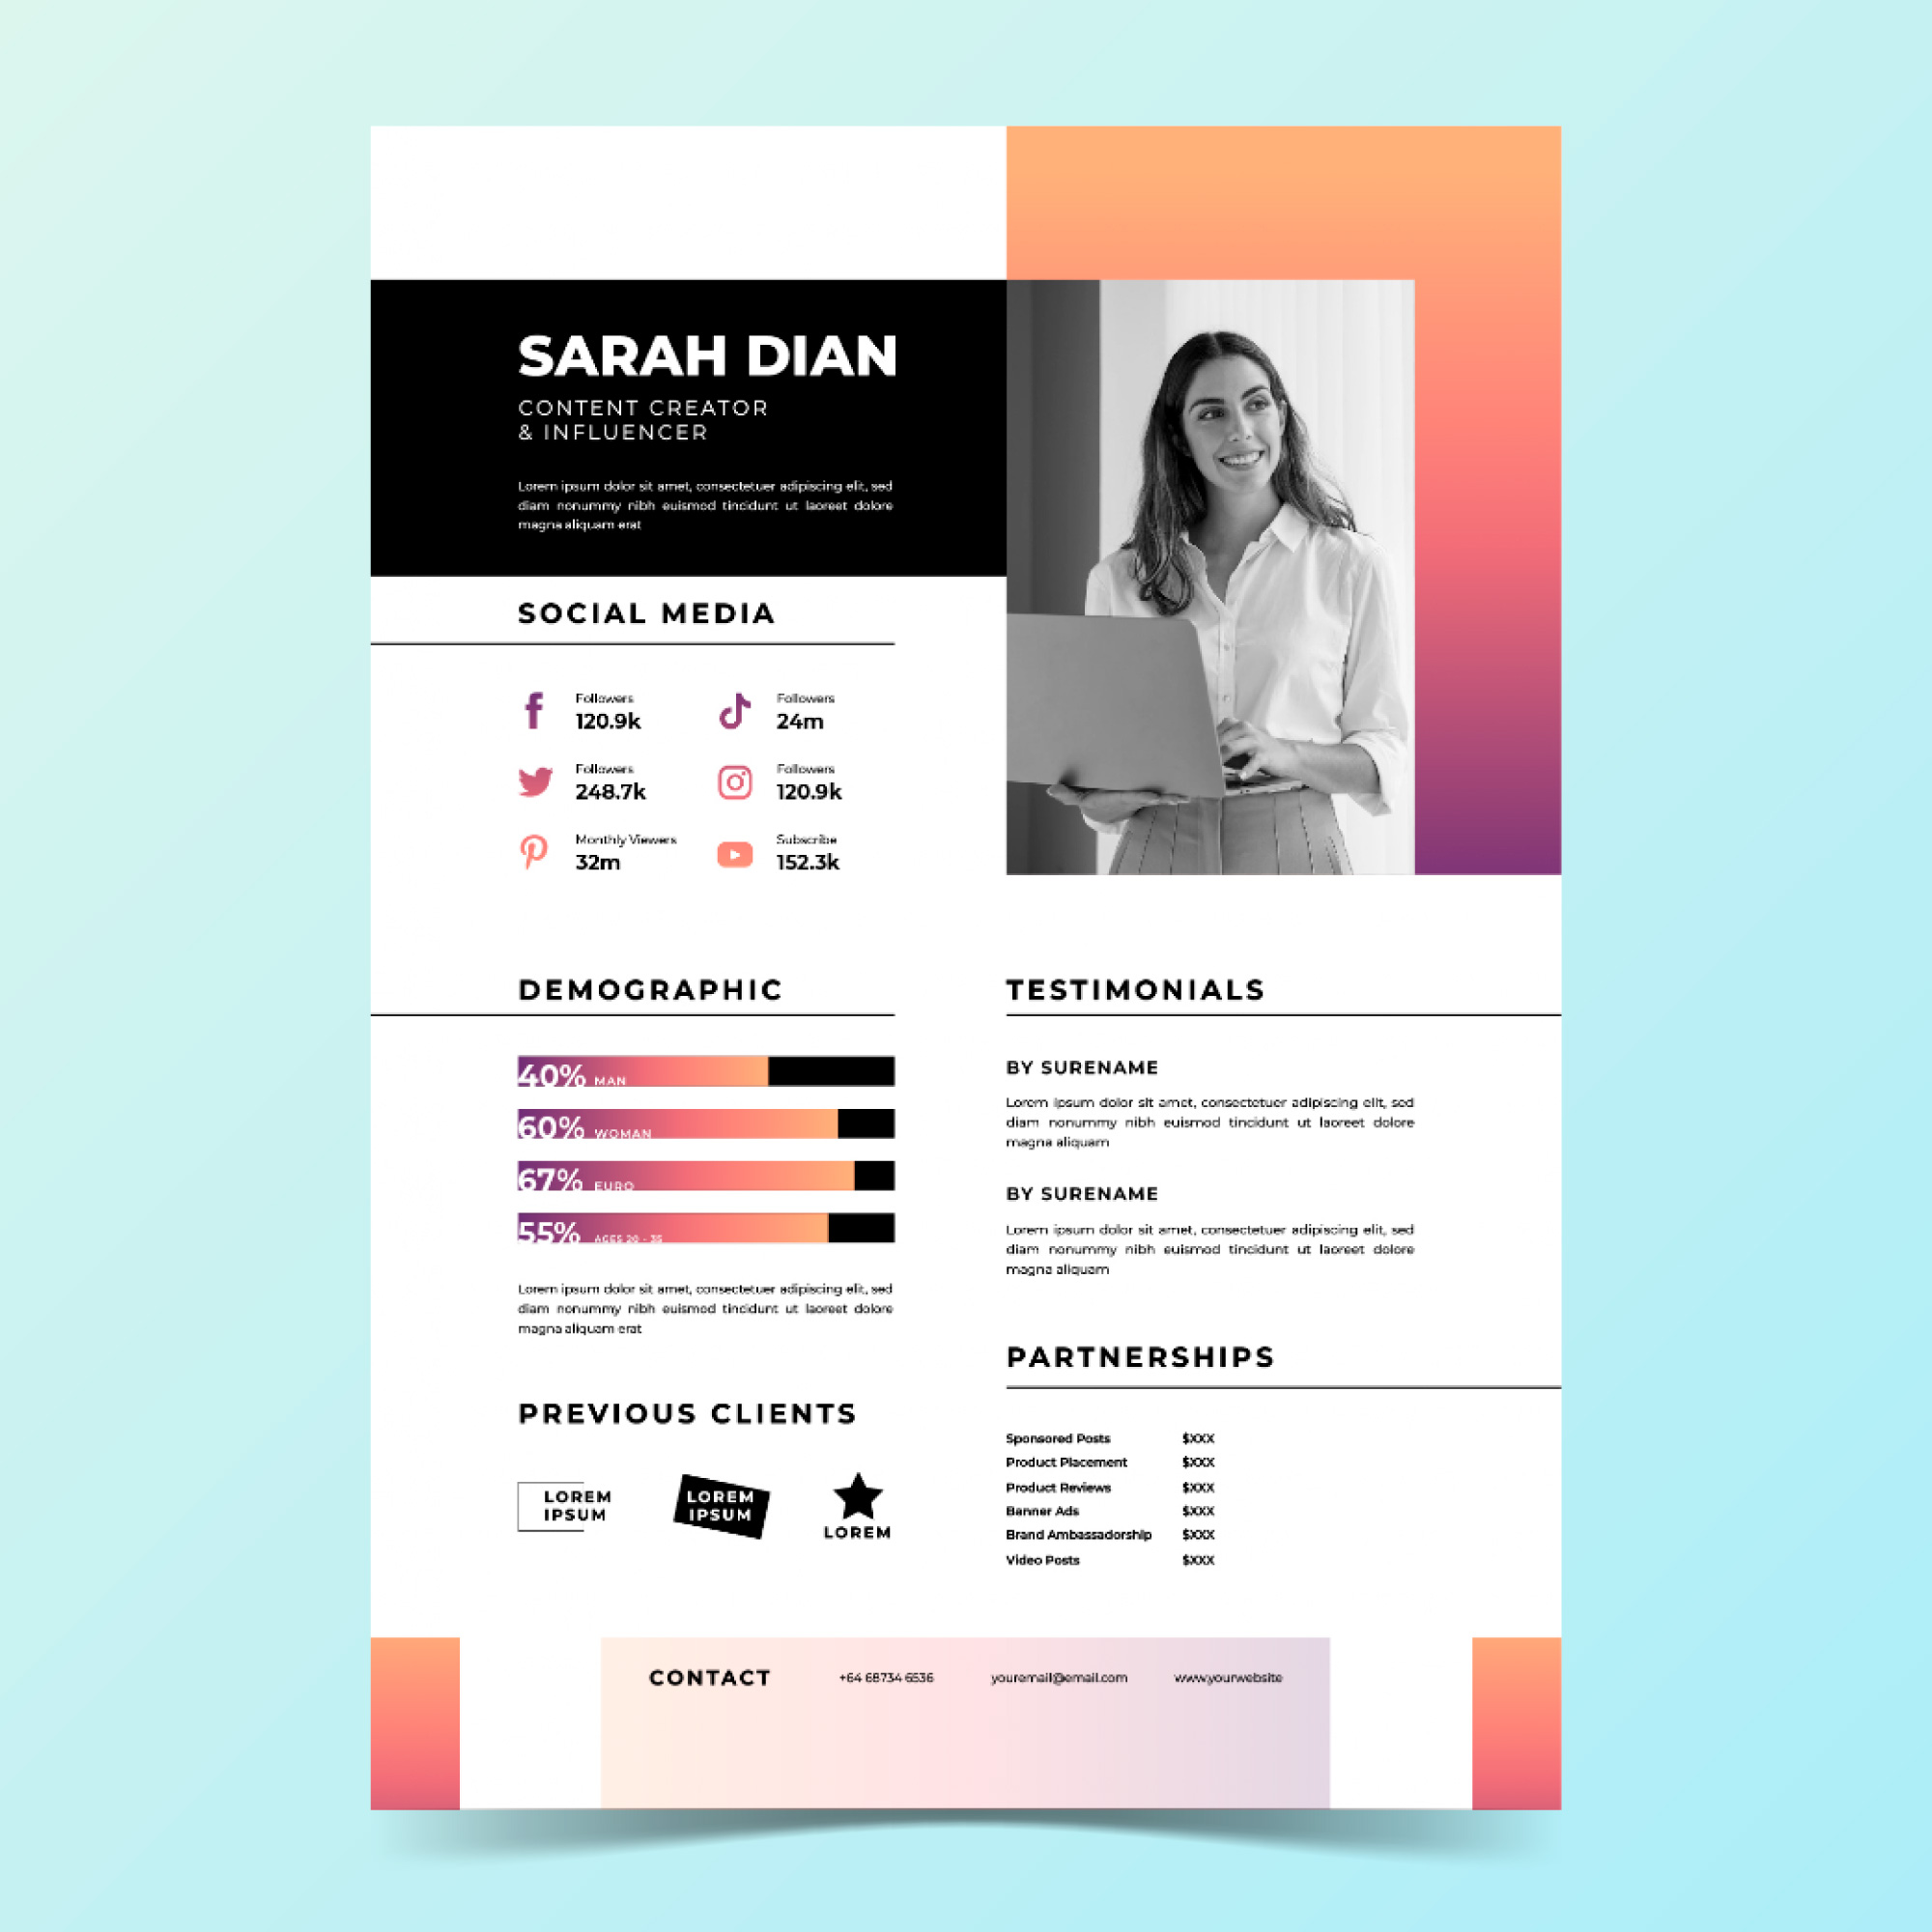 SARAH DIAN
CONTENT CREATOR
& INFLUENCER
Lorem ipsum dolor sit amet, consectetuer adipiscing elit, sed
diam nonummy nibh euismod tincidunt ut laoreet dolore
magna aliquam erat
SOCIAL MEDIA
Followers
120.9k
Followers
24m
Followers
248.7k
Followers
120.9k
Monthly Viewers
32m
Subscribe
152.3k
DEMOGRAPHIC
40% MAN
60% WOMAN
67% EURO
55% AGES 20 - 35
Lorem ipsum dolor sit amet, consectetuer adipiscing elit, sed
diam nonummy nibh euismod tincidunt ut laoreet dolore
magna aliquam erat
PREVIOUS CLIENTS
LOREM
IPSUM
LOREM
IPSUM
LOREM
TESTIMONIALS
BY SURENAME
Lorem ipsum dolor sit amet, consectetuer adipiscing elit, sed
diam nonummy nibh euismod tincidunt ut laoreet dolore
magna aliquam
BY SURENAME
Lorem ipsum dolor sit amet, consectetuer adipiscing elit, sed
diam nonummy nibh euismod tincidunt ut laoreet dolore
magna aliquam
PARTNERSHIPS
Sponsored Posts $XXX
Product Placement $XXX
Product Reviews $XXX
Banner Ads $XXX
Brand Ambassadorship $XXX
Video Posts $XXX
CONTACT +64 68734 6536 youremail@email.com www.yourwebsite